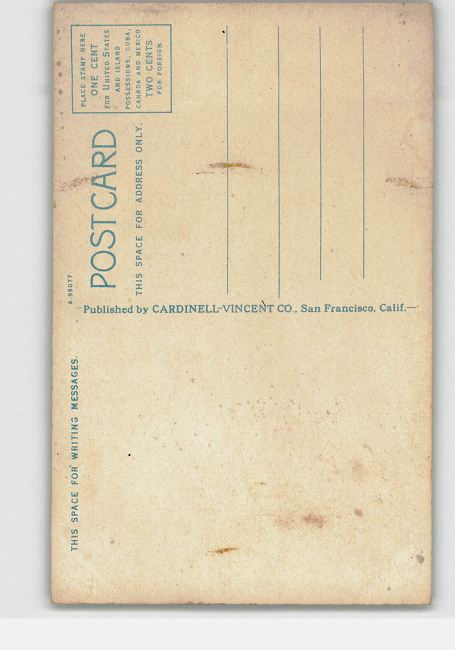 PLACE STAMP HERE
ONE CENT
FOR UNITED STATES
AND ISLAND
POSSESSIONS, CUBA,
CANADA AND MEXICO
TWO CENTS
FOR FOREIGN
POSTCARD
THIS SPACE FOR ADDRESS ONLY.
A-99077
Published by CARDINELL-VINCENT CO., San Francisco, Calif.
THIS SPACE FOR WRITING MESSAGES.